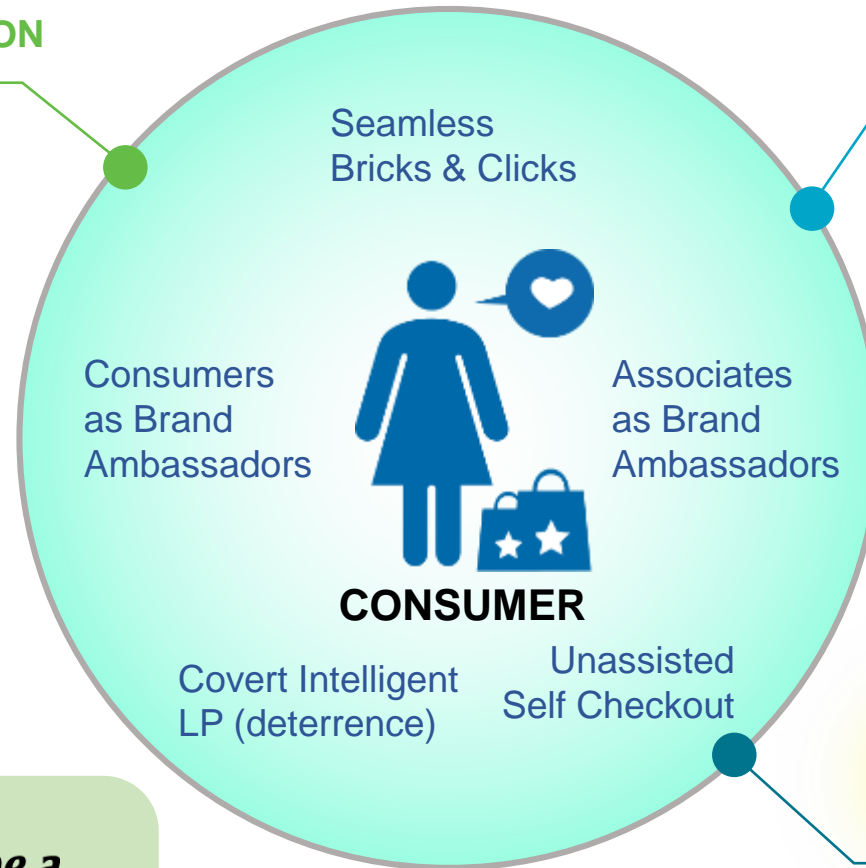 ON
Seamless
Bricks & Clicks
Consumers
as Brand
Ambassadors
Associates
as Brand
Ambassadors
CONSUMER
Covert Intelligent
LP (deterrence)
Unassisted
Self Checkout
e a